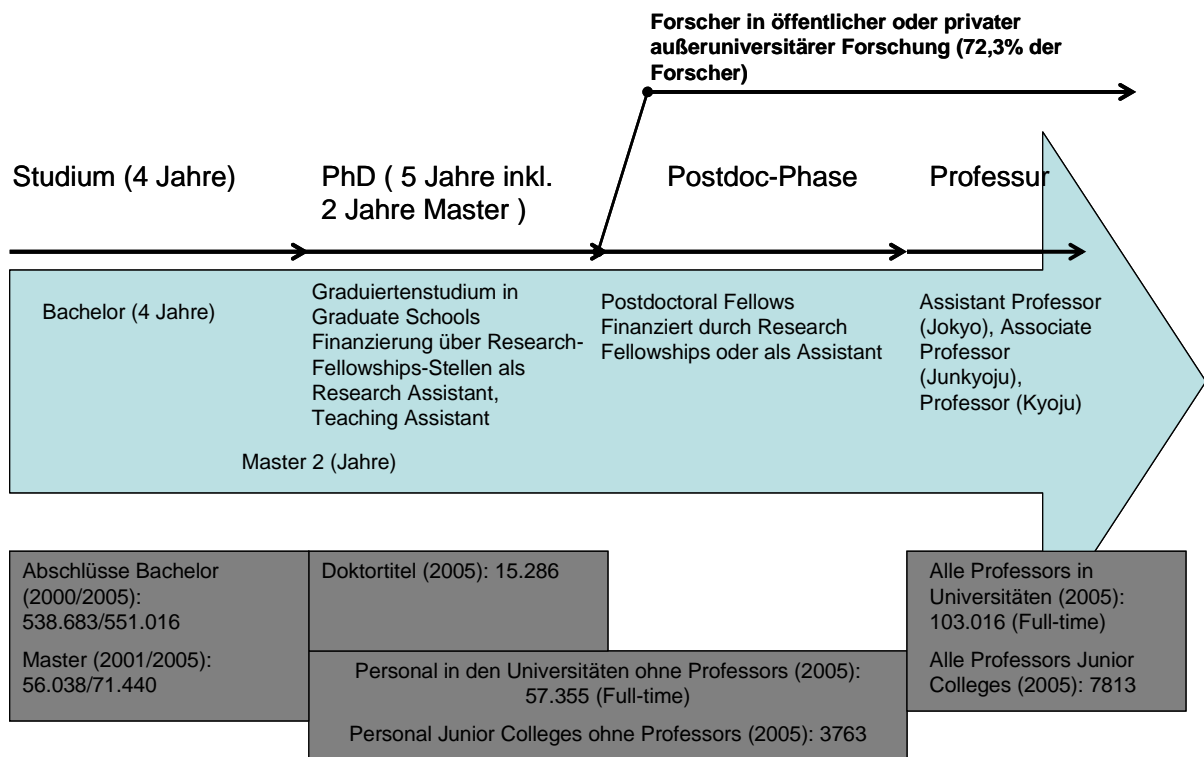 Forscher in öffentlicher oder privater
außeruniversitärer Forschung (72,3% der
Forscher)
Studium (4 Jahre)
PhD ( 5 Jahre inkl.
2 Jahre Master )
Postdoc-Phase
Professur
Bachelor (4 Jahre)
Graduiertenstudium in
Graduate Schools
Finanzierung über Research-
Fellowships-Stellen als
Research Assistant,
Teaching Assistant
Postdoctoral Fellows
Finanziert durch Research
Fellowships oder als Assistant
Assistant Professor
(Jokyo), Associate
Professor
(Junkyoju),
Professor (Kyoju)
Master 2 (Jahre)
Abschlüsse Bachelor
(2000/2005):
538.683/551.016
Master (2001/2005):
56.038/71.440
Doktortitel (2005): 15.286
Personal in den Universitäten ohne Professors (2005):
57.355 (Full-time)
Personal Junior Colleges ohne Professors (2005): 3763
Alle Professors in
Universitäten (2005):
103.016 (Full-time)
Alle Professors Junior
Colleges (2005): 7813